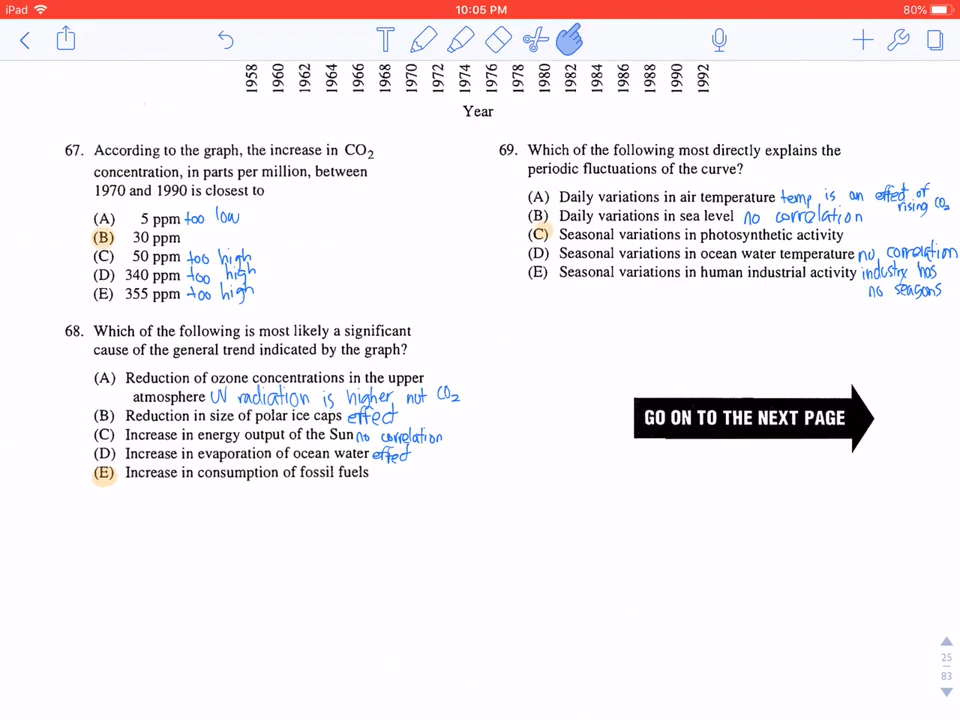 iPad
10:05 PM
80%
T
1958 1960 1962 1964 1966 1968 1970 1972 1974 1976 1978 1980 1982 1984 1986 1988 1990 1992
Year
67. According to the graph, the increase in CO₂
concentration, in parts per million, between
1970 and 1990 is closest to
(A) 5 ppm too low
(B) 30 ppm
(C) 50 ppm too high
(D) 340 ppm too high
(E) 355 ppm too high
68. Which of the following is most likely a significant
cause of the general trend indicated by the graph?
(A) Reduction of ozone concentrations in the upper
atmosphere UV radiation is higher not CO₂
(B) Reduction in size of polar ice caps effect
(C) Increase in energy output of the Sun no correlation
(D) Increase in evaporation of ocean water effect
(E) Increase in consumption of fossil fuels
69. Which of the following most directly explains the
periodic fluctuations of the curve?
(A) Daily variations in air temperature temp is an effect of
rising CO₂
(B) Daily variations in sea level no correlation
(C) Seasonal variations in photosynthetic activity
(D) Seasonal variations in ocean water temperature no correlation
(E) Seasonal variations in human industrial activity industry has
no seasons
GO ON TO THE NEXT PAGE
25
83